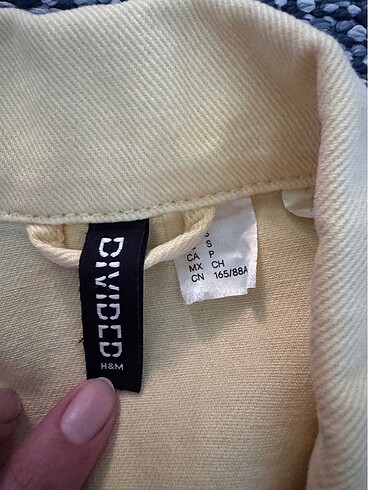 DIVIDED
H&M
S
S
CA P
MX CH
CN 165/88A